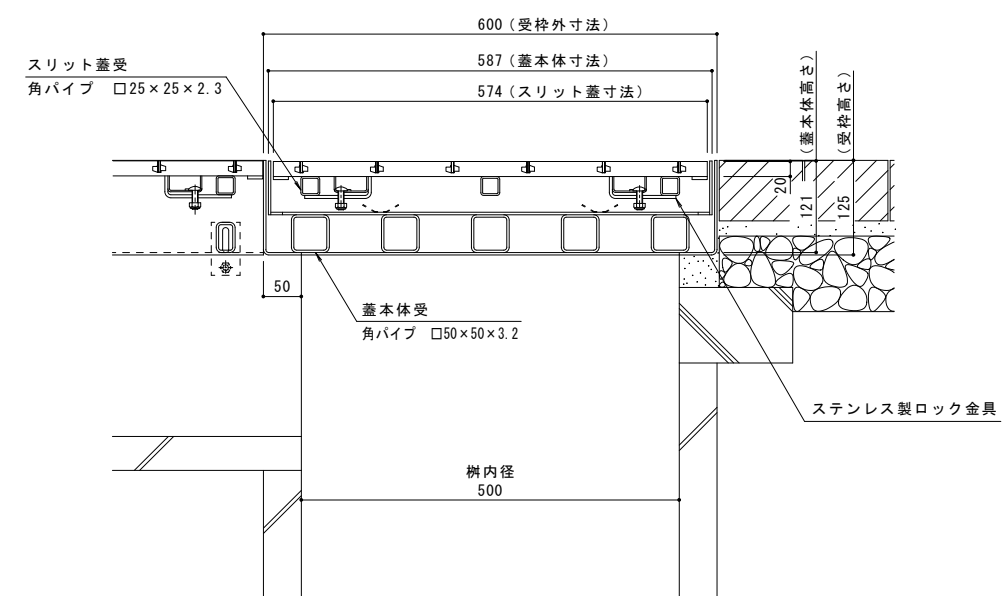 600(受枠外寸法)
587(蓋本体寸法)
574(スリット蓋寸法)
スリット蓋受
角パイプ □25×25×2.3
(蓋本体高さ)
(受枠高さ)
20
121
125
50
蓋本体受
角パイプ □50×50×3.2
ステンレス製ロック金具
桝内径
500